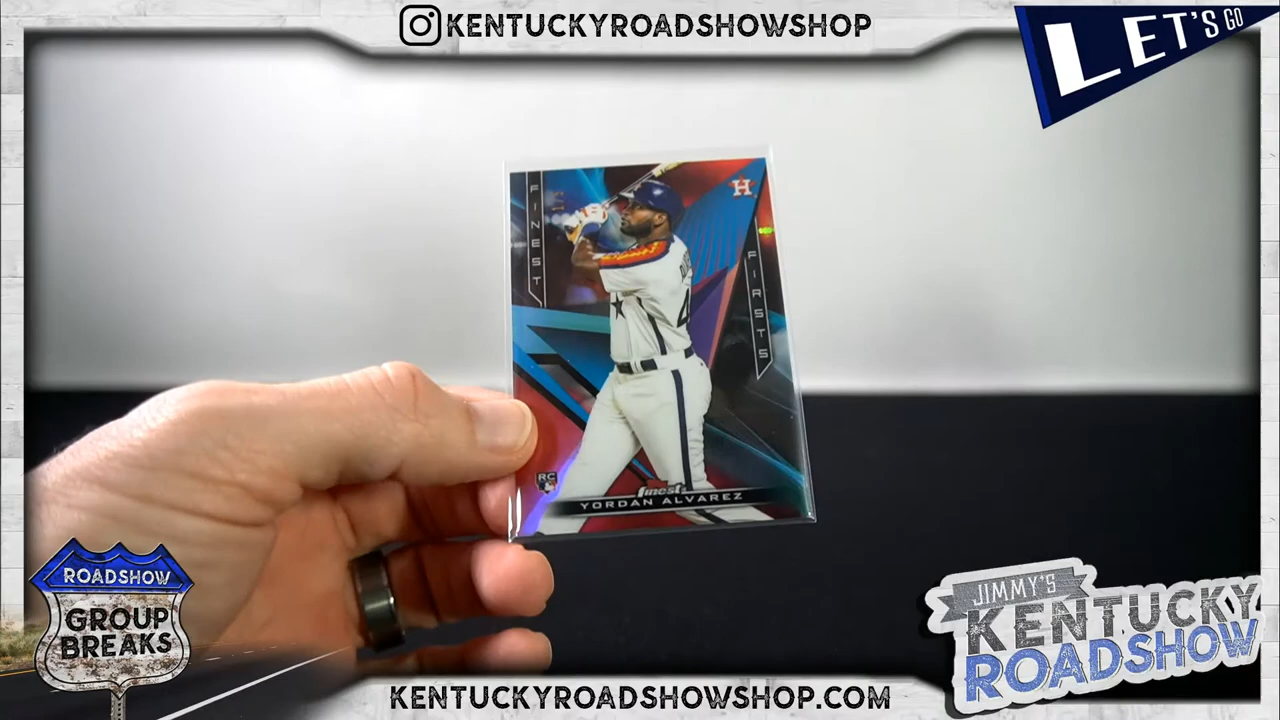 KENTUCKYROADSHOWSHOP
LET'S GO
FINEST
H
FIRSTS
RC
finest
YORDAN ALVAREZ
ROADSHOW
GROUP
BREAKS
JIMMY'S
KENTUCKY
ROADSHOW
KENTUCKYROADSHOWSHOP.COM